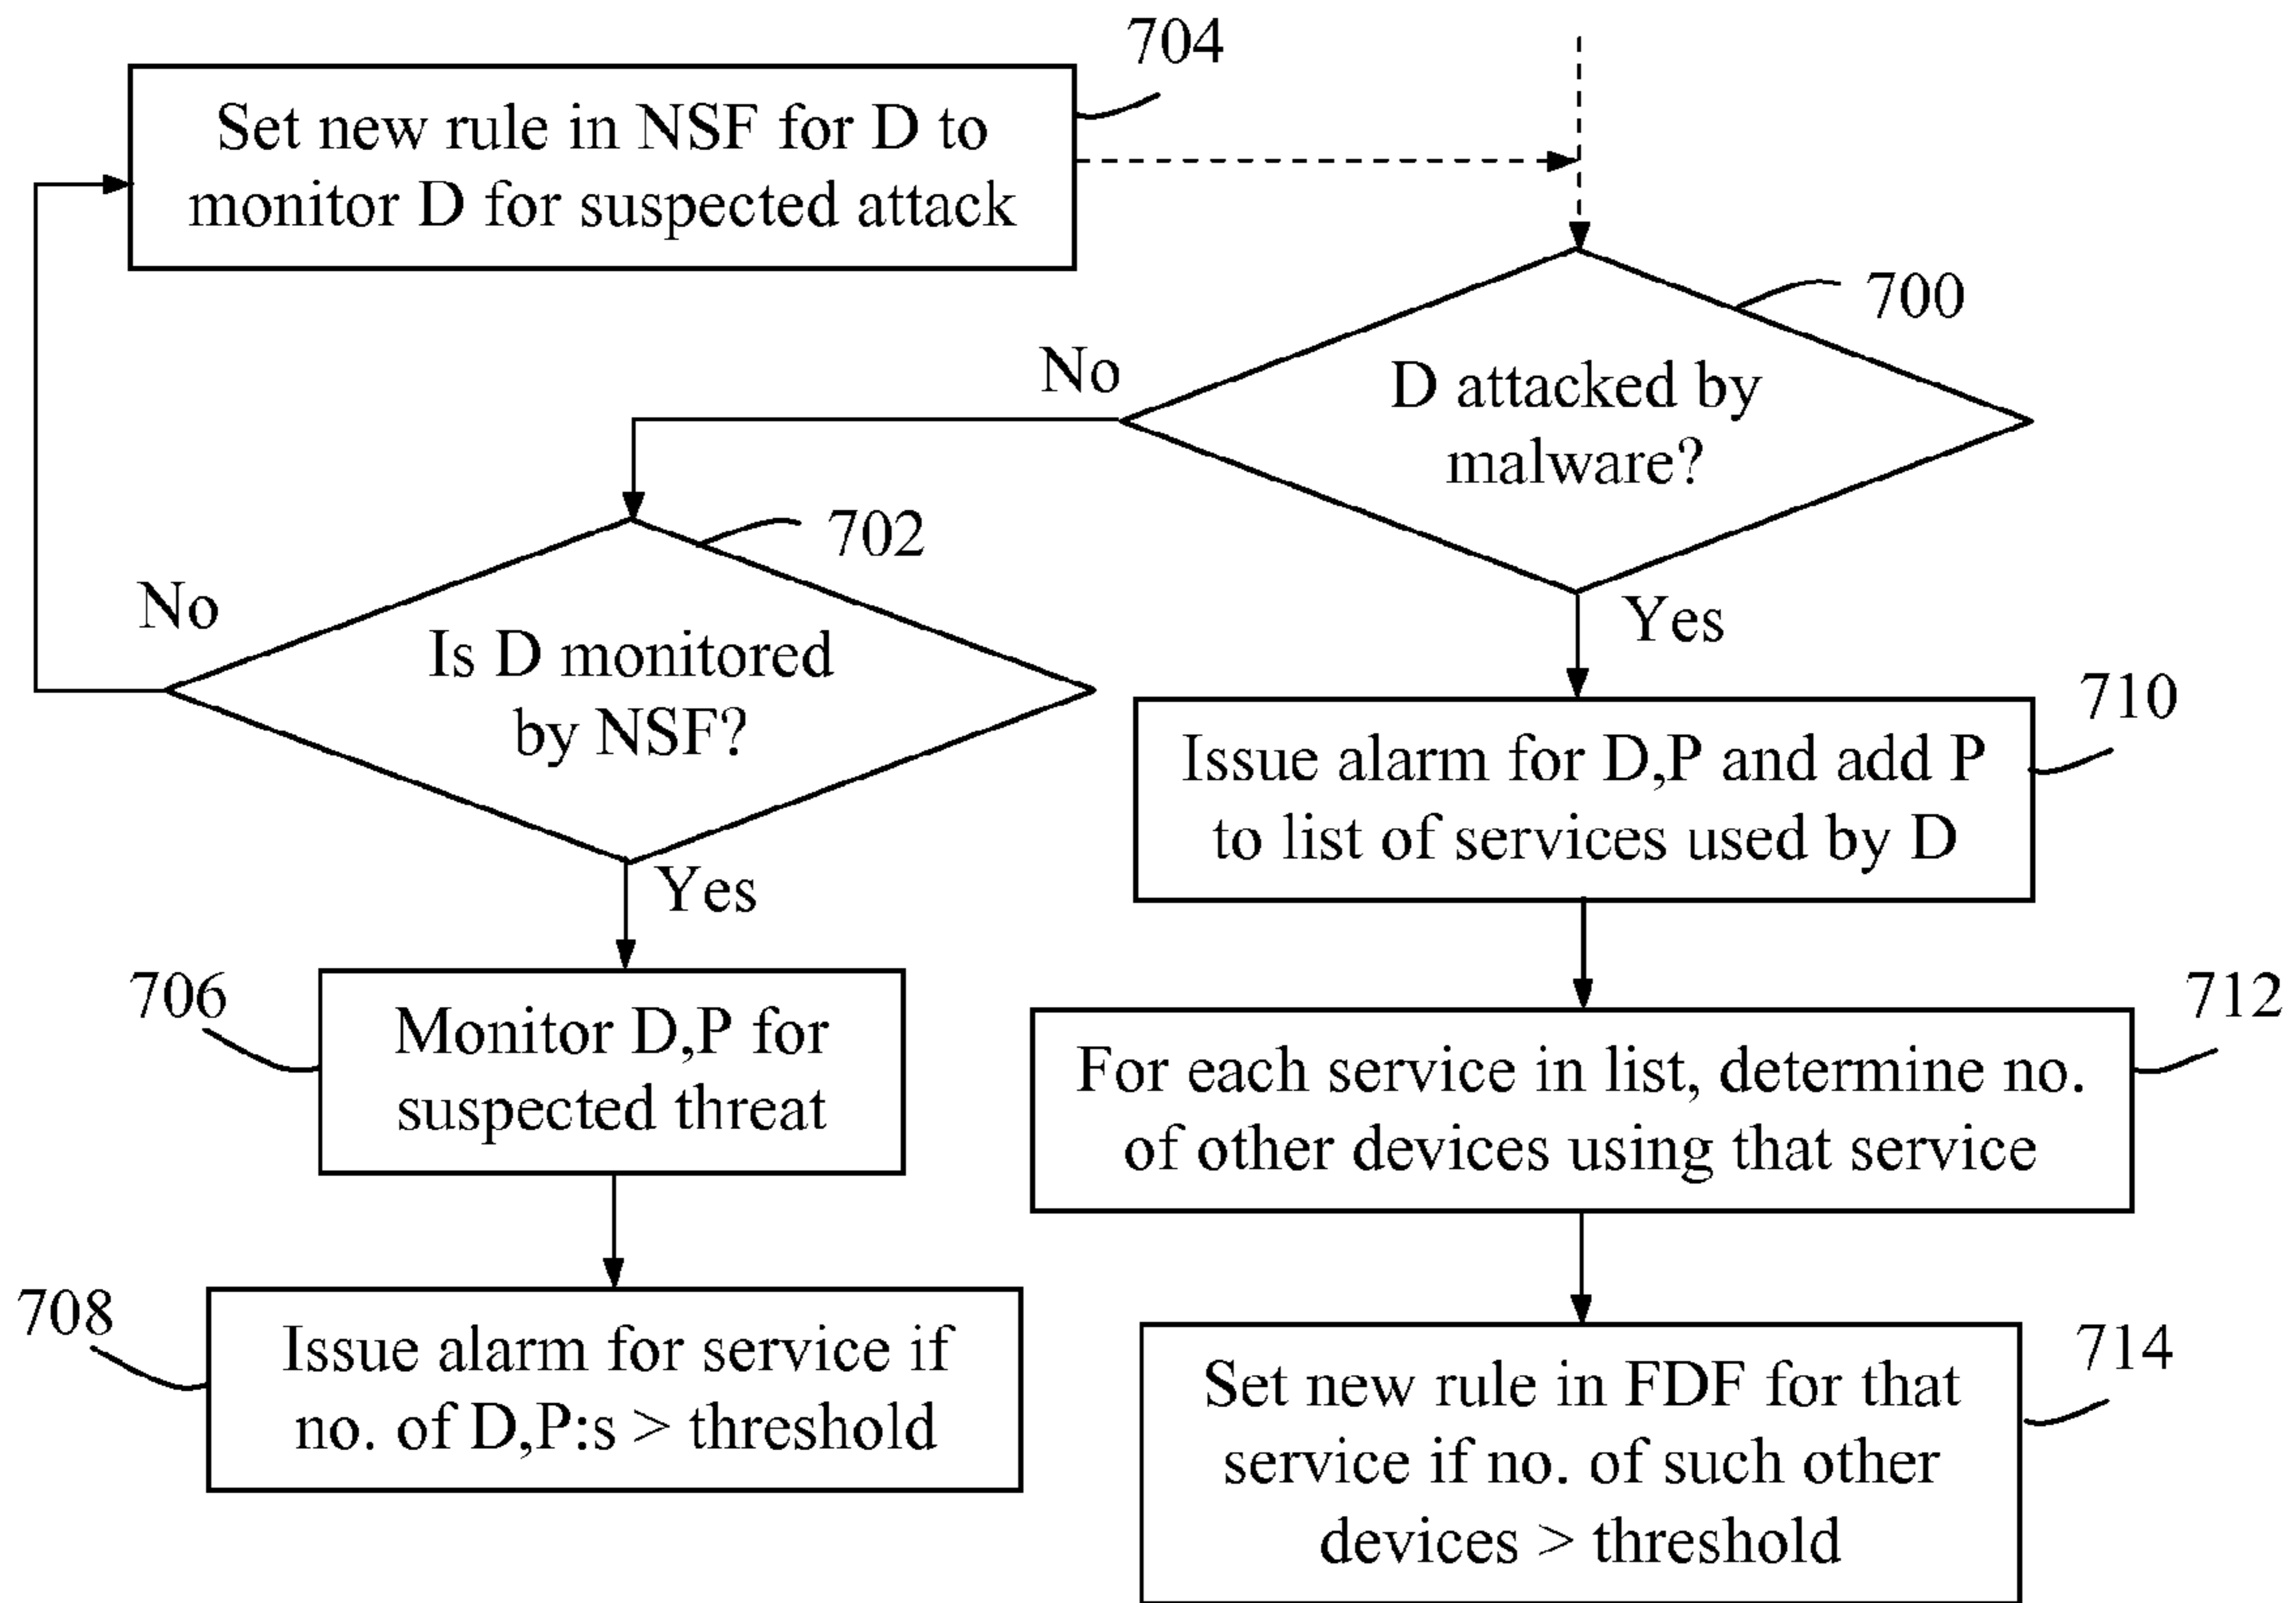 704
Set new rule in NSF for D to
monitor D for suspected attack
700
D attacked by
malware?
No
Yes
702
Is D monitored
by NSF?
No
Yes
706
Monitor D,P for
suspected threat
708
Issue alarm for service if
no. of D,P:s > threshold
710
Issue alarm for D,P and add P
to list of services used by D
712
For each service in list, determine no.
of other devices using that service
714
Set new rule in FDF for that
service if no. of such other
devices > threshold